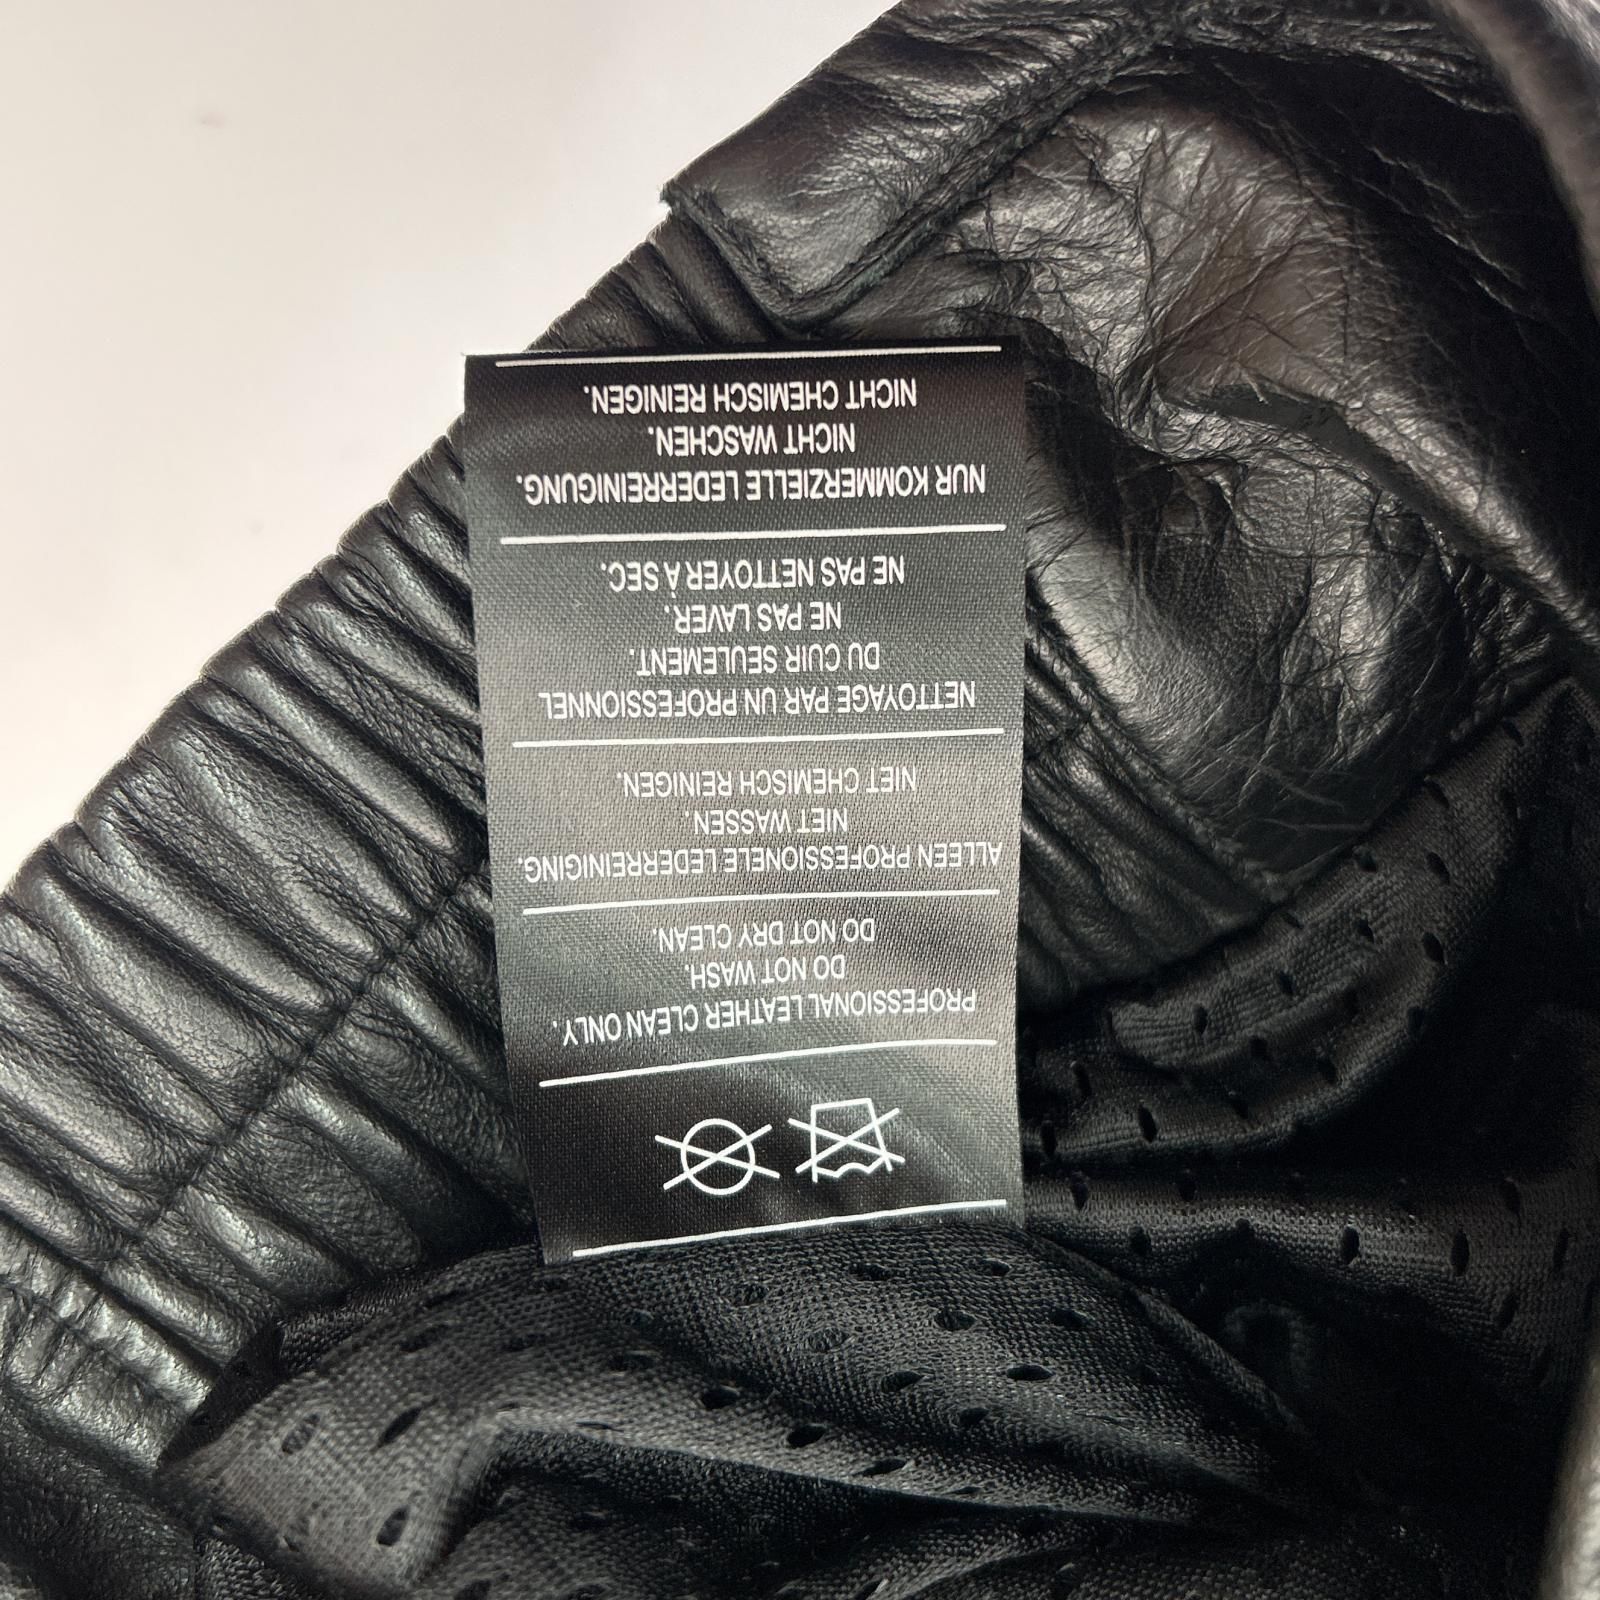 PROFESSIONAL LEATHER CLEAN ONLY.
DO NOT WASH.
DO NOT DRY CLEAN.
ALLEEN PROFESSIONELE LEDERREINIGING.
NIET WASSEN.
NIET CHEMISCH REINIGEN.
NETTOYAGE PAR UN PROFESSIONNEL
DU CUIR SEULEMENT.
NE PAS LAVER.
NE PAS NETTOYER À SEC.
NUR KOMMERZIELLE LEDERREINIGUNG.
NICHT WASCHEN.
NICHT CHEMISCH REINIGEN.